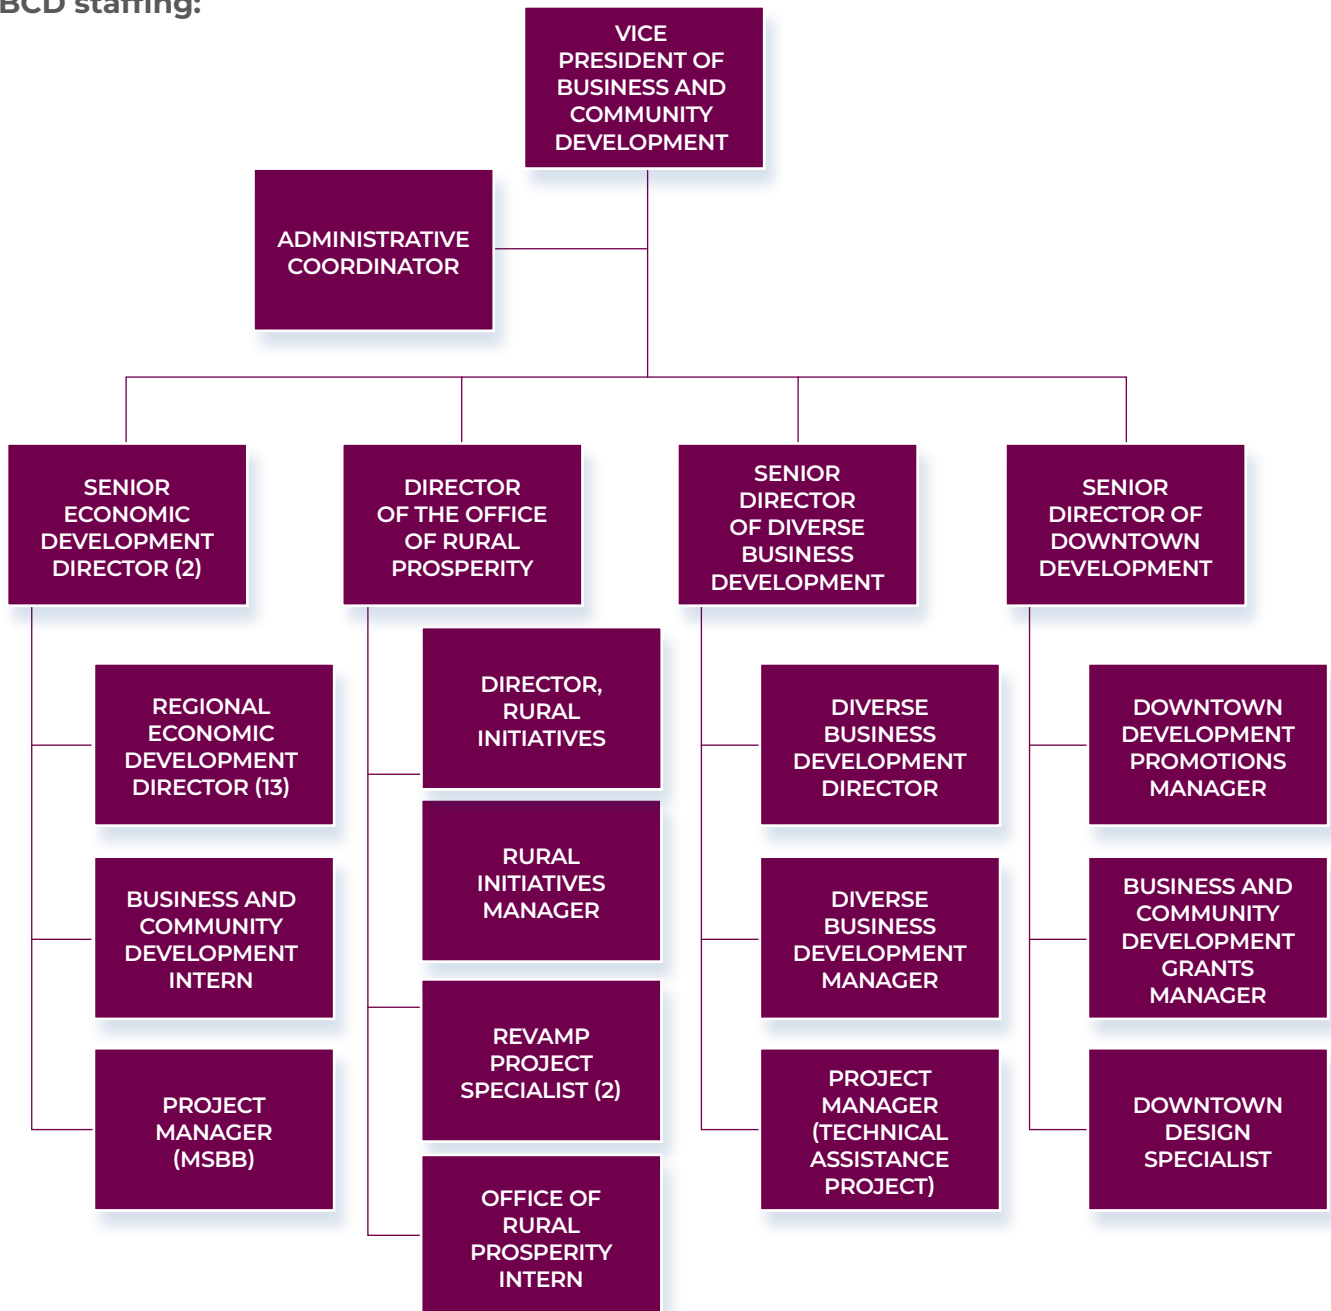 BCD staffing:
VICE
PRESIDENT OF
BUSINESS AND
COMMUNITY
DEVELOPMENT
ADMINISTRATIVE
COORDINATOR
SENIOR
ECONOMIC
DEVELOPMENT
DIRECTOR (2)
DIRECTOR
OF THE OFFICE
OF RURAL
PROSPERITY
SENIOR
DIRECTOR
OF DIVERSE
BUSINESS
DEVELOPMENT
SENIOR
DIRECTOR OF
DOWNTOWN
DEVELOPMENT
REGIONAL
ECONOMIC
DEVELOPMENT
DIRECTOR (13)
BUSINESS AND
COMMUNITY
DEVELOPMENT
INTERN
PROJECT
MANAGER
(MSBB)
DIRECTOR,
RURAL
INITIATIVES
RURAL
INITIATIVES
MANAGER
REVAMP
PROJECT
SPECIALIST (2)
OFFICE OF
RURAL
PROSPERITY
INTERN
DIVERSE
BUSINESS
DEVELOPMENT
DIRECTOR
DIVERSE
BUSINESS
DEVELOPMENT
MANAGER
PROJECT
MANAGER
(TECHNICAL
ASSISTANCE
PROJECT)
DOWNTOWN
DEVELOPMENT
PROMOTIONS
MANAGER
BUSINESS AND
COMMUNITY
DEVELOPMENT
GRANTS
MANAGER
DOWNTOWN
DESIGN
SPECIALIST